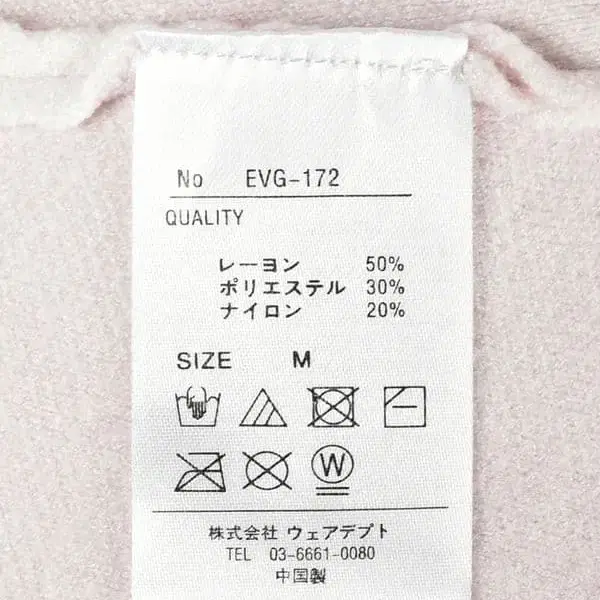 No EVG-172
QUALITY
レーヨン 50%
ポリエステル 30%
ナイロン 20%
SIZE M
W
株式会社 ウェアデプト
TEL 03-6661-0080
中国製